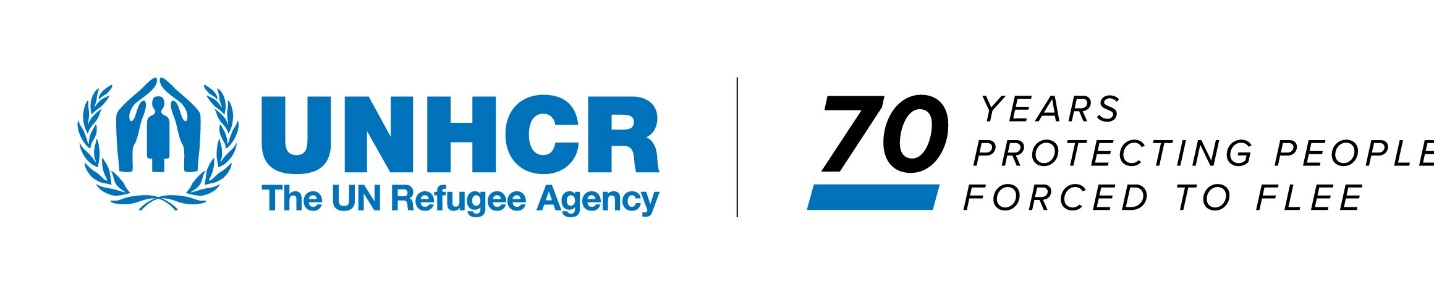 UNHCR
The UN Refugee Agency
70 YEARS
PROTECTING PEOPLE
FORCED TO FLEE